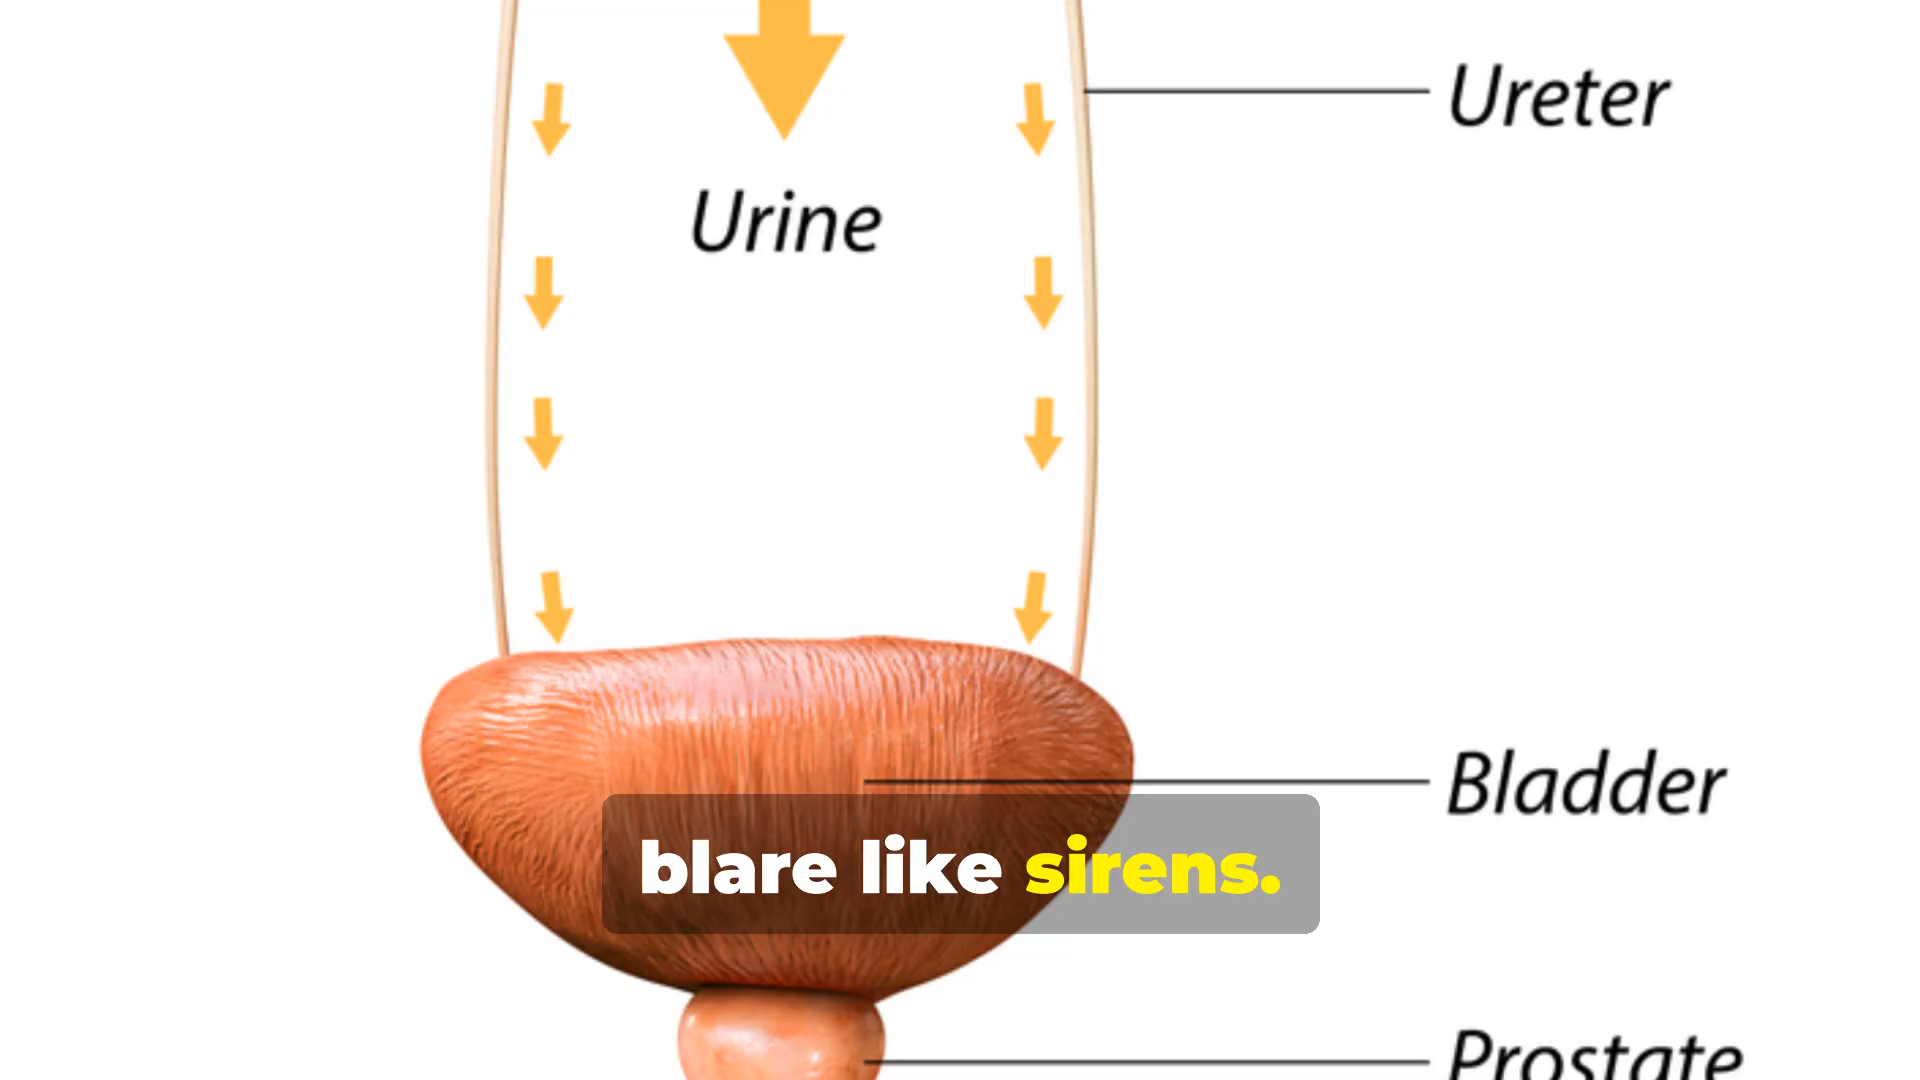 Ureter
Urine
Bladder
blare like sirens.
Prostate